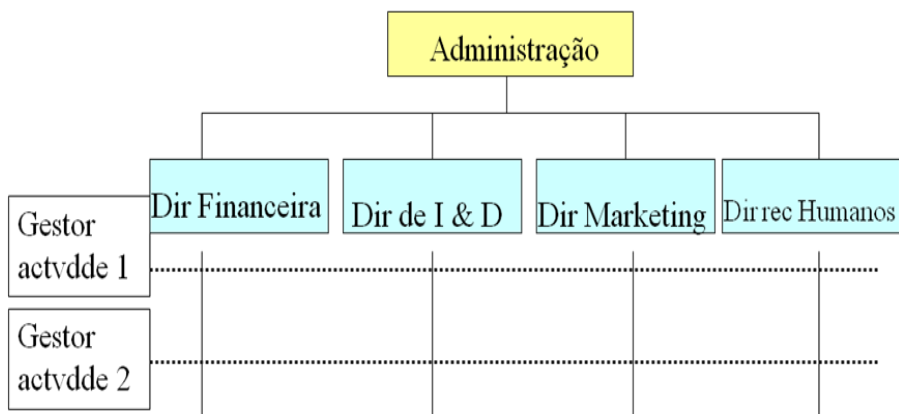 Administração
Dir Financeira
Dir de I & D
Dir Marketing
Dir rec Humanos
Gestor
actvdde 1
Gestor
actvdde 2